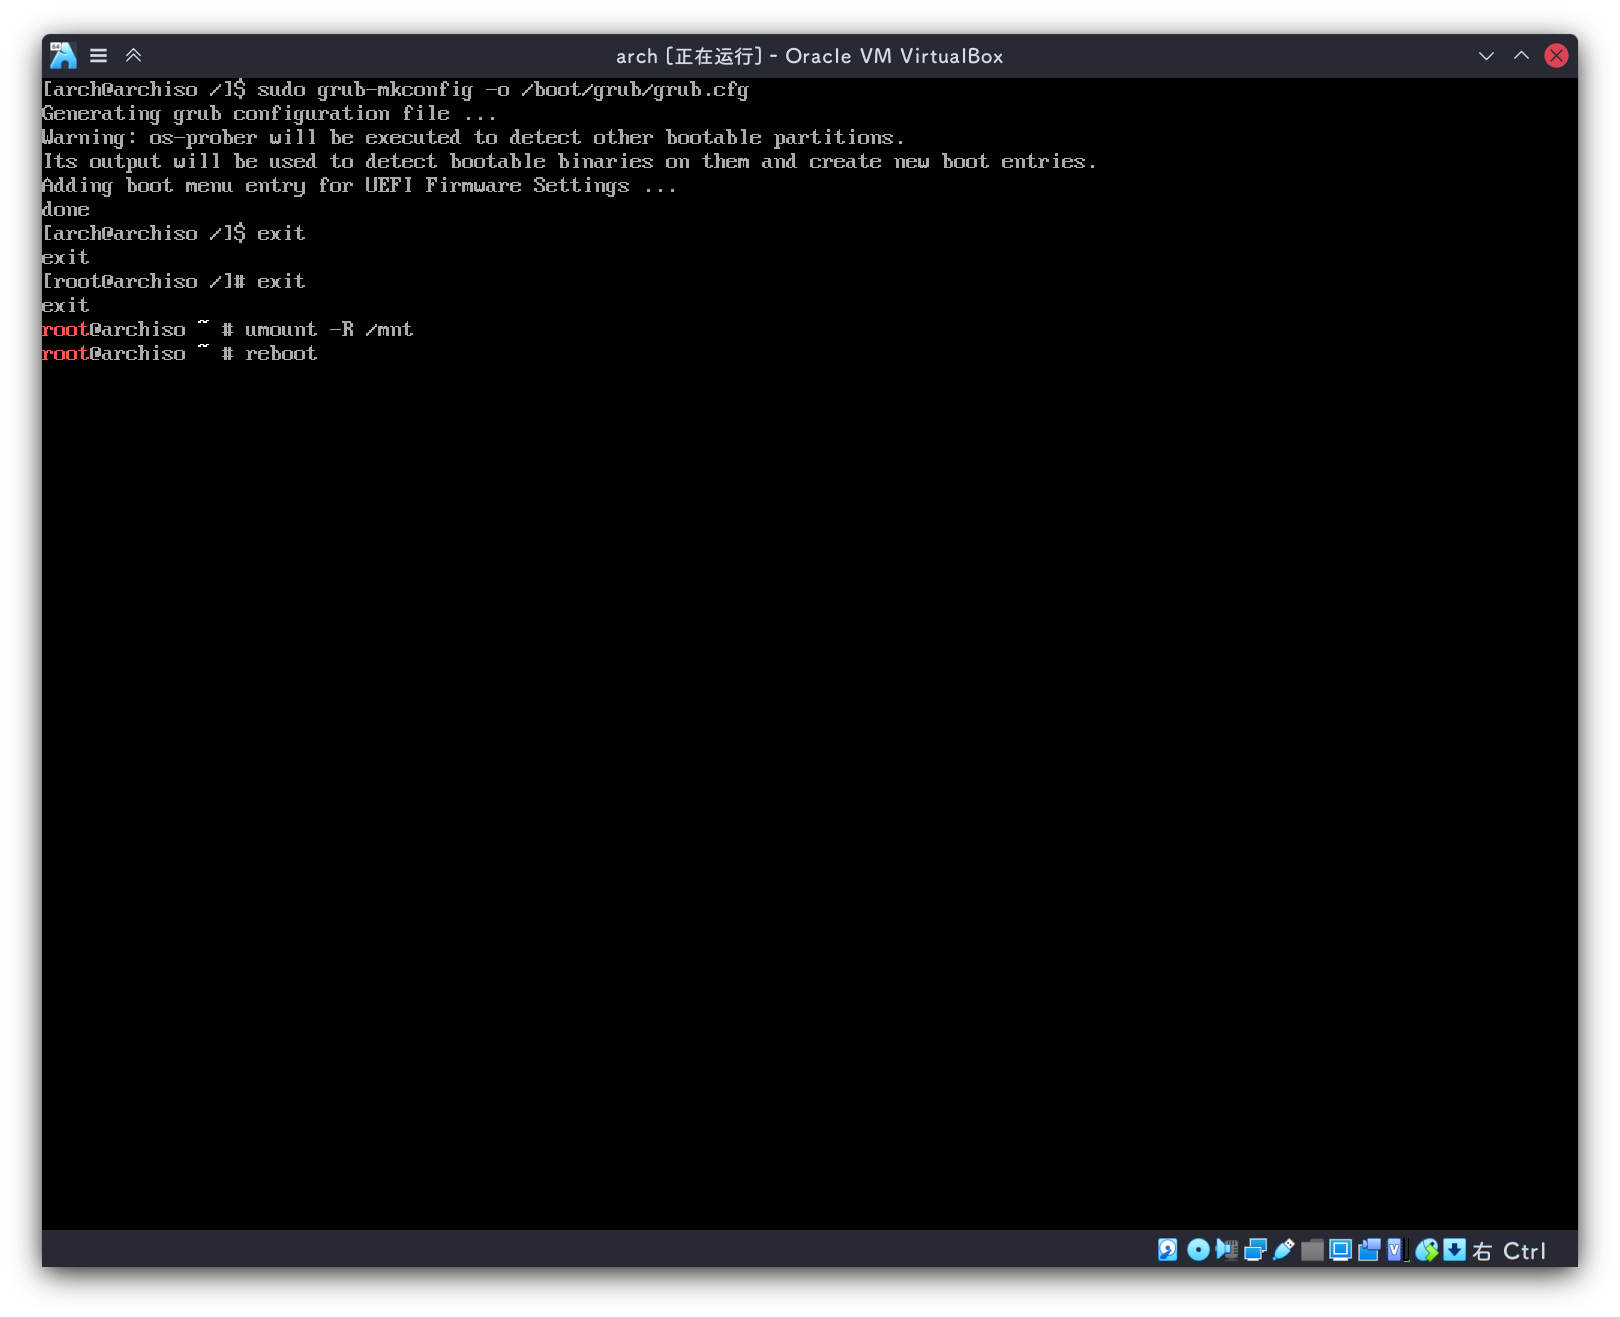 arch [正在运行] - Oracle VM VirtualBox
[arch@archiso /]$ sudo grub-mkconfig -o /boot/grub/grub.cfg
Generating grub configuration file ...
Warning: os-prober will be executed to detect other bootable partitions.
Its output will be used to detect bootable binaries on them and create new boot entries.
Adding boot menu entry for UEFI Firmware Settings ...
done
[arch@archiso /]$ exit
exit
[root@archiso /]# exit
exit
root@archiso ~ # umount -R /mnt
root@archiso ~ # reboot
右 Ctrl